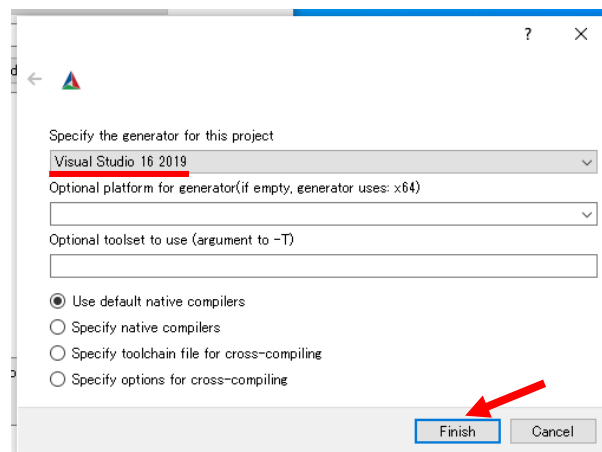 ?
Specify the generator for this project
Visual Studio 16 2019
Optional platform for generator(if empty, generator uses: x64)
Optional toolset to use (argument to -T)
Use default native compilers
Specify native compilers
Specify toolchain file for cross-compiling
Specify options for cross-compiling
Finish Cancel